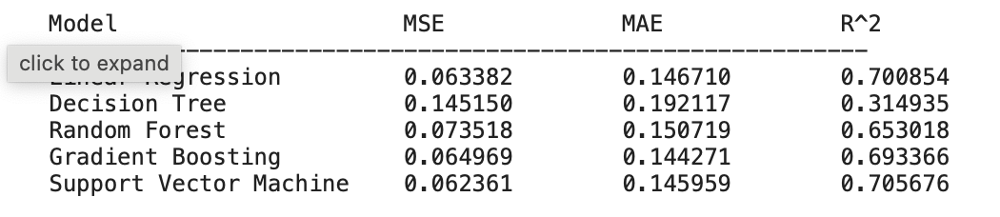 Model MSE MAE R^2
click to expand
Linear Regression 0.063382 0.146710 0.700854
Decision Tree 0.145150 0.192117 0.314935
Random Forest 0.073518 0.150719 0.653018
Gradient Boosting 0.064969 0.144271 0.693366
Support Vector Machine 0.062361 0.145959 0.705676